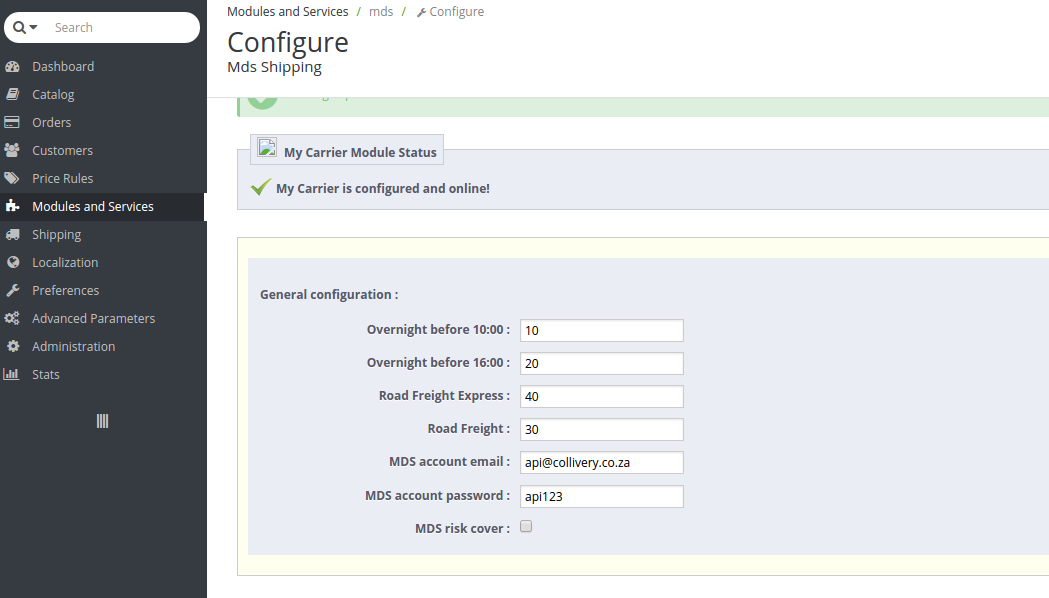 Search
Dashboard
Catalog
Orders
Customers
Price Rules
Modules and Services
Shipping
Localization
Preferences
Advanced Parameters
Administration
Stats
Modules and Services / mds / Configure
Configure
Mds Shipping
My Carrier Module Status
My Carrier is configured and online!
General configuration :
Overnight before 10:00 : 10
Overnight before 16:00 : 20
Road Freight Express : 40
Road Freight : 30
MDS account email : api@collivery.co.za
MDS account password : api123
MDS risk cover :